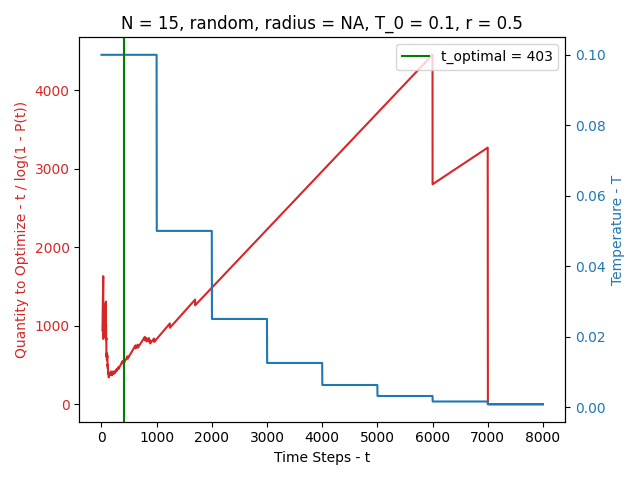 N = 15, random, radius = NA, T_0 = 0.1, r = 0.5
t_optimal = 403
Quantity to Optimize - t / log(1 - P(t))
4000
3000
2000
1000
0
0.10
0.08
0.06
0.04
0.02
0.00
Temperature - T
0 1000 2000 3000 4000 5000 6000 7000 8000
Time Steps - t